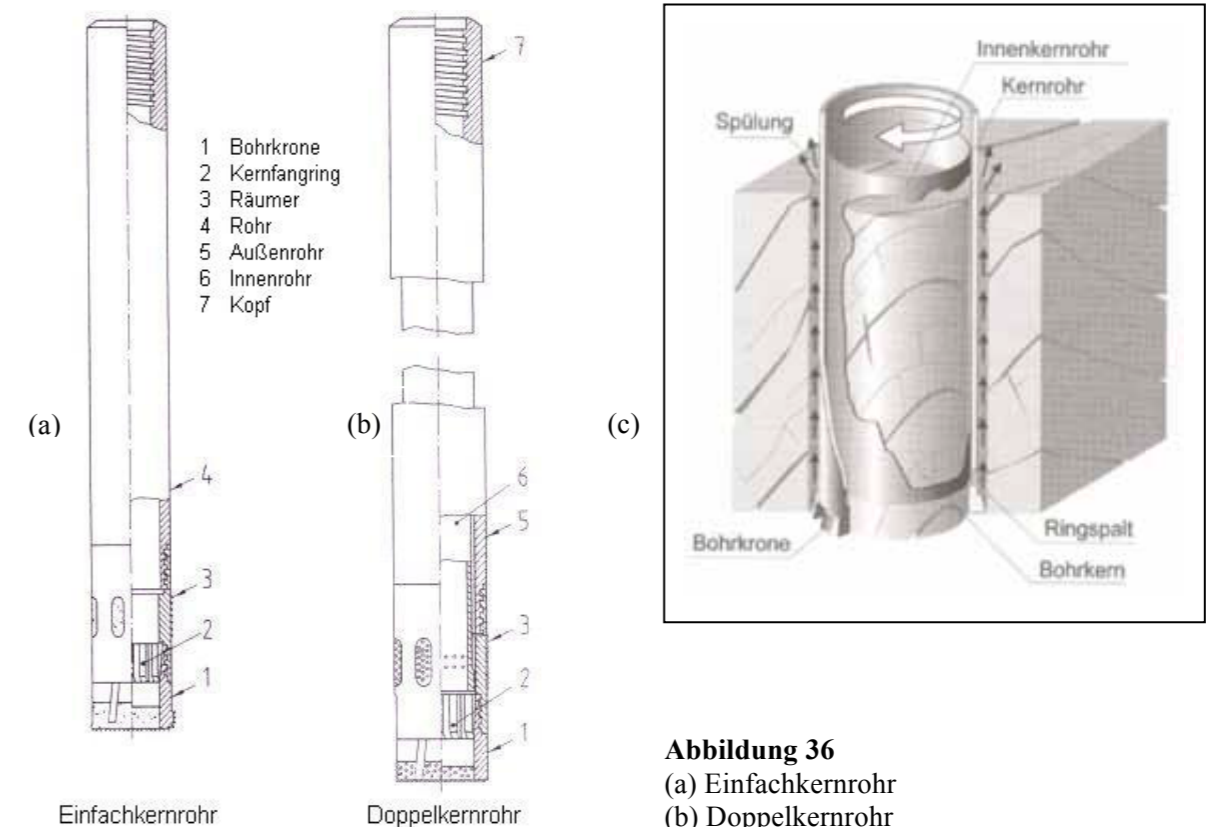 7
1 Bohrkrone
2 Kernfangring
3 Räumer
4 Rohr
5 Außenrohr
6 Innenrohr
7 Kopf
(a)
4
3
2
1
Einfachkernrohr
(b)
6
5
3
2
1
Doppelkernrohr
(c)
Innenkernrohr
Kernrohr
Spülung
Bohrkrone
Ringspalt
Bohrkern
Abbildung 36
(a) Einfachkernrohr
(b) Doppelkernrohr